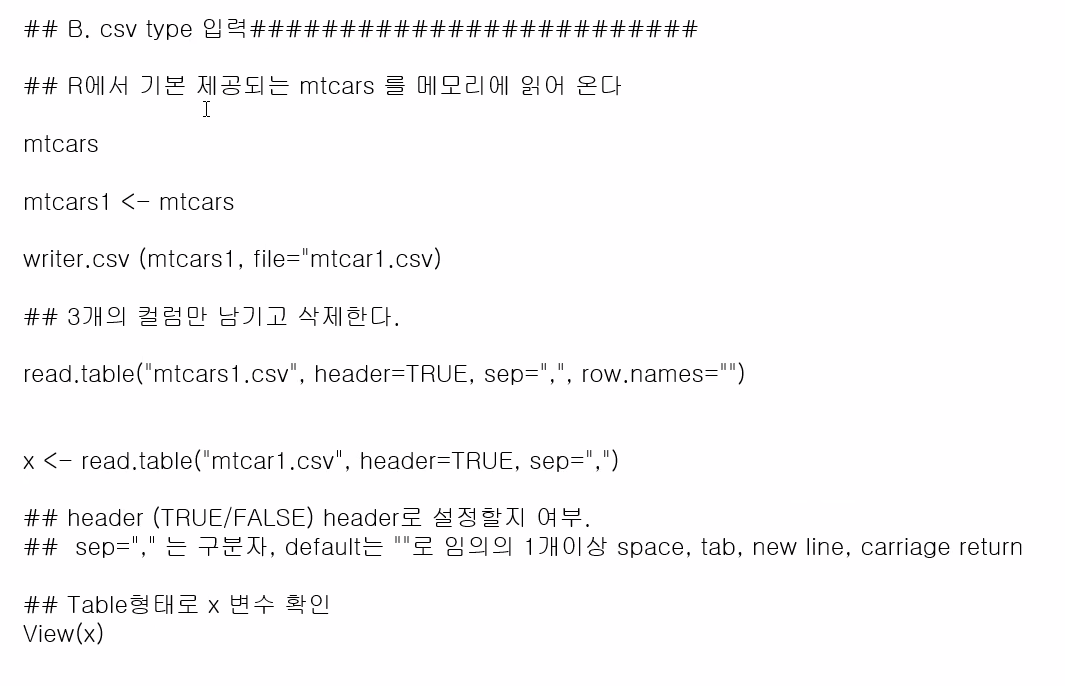 ## B. csv type 입력#########################
## R에서 기본 제공되는 mtcars 를 메모리에 읽어 온다
mtcars
mtcars1 <- mtcars
writer.csv (mtcars1, file="mtcar1.csv)
## 3개의 컬럼만 남기고 삭제한다.
read.table("mtcars1.csv", header=TRUE, sep=",", row.names="")
x <- read.table("mtcar1.csv", header=TRUE, sep=",")
## header (TRUE/FALSE) header로 설정할지 여부.
##  sep="," 는 구분자, default는 ""로 임의의 1개이상 space, tab, new line, carriage return
## Table형태로 x 변수 확인
View(x)